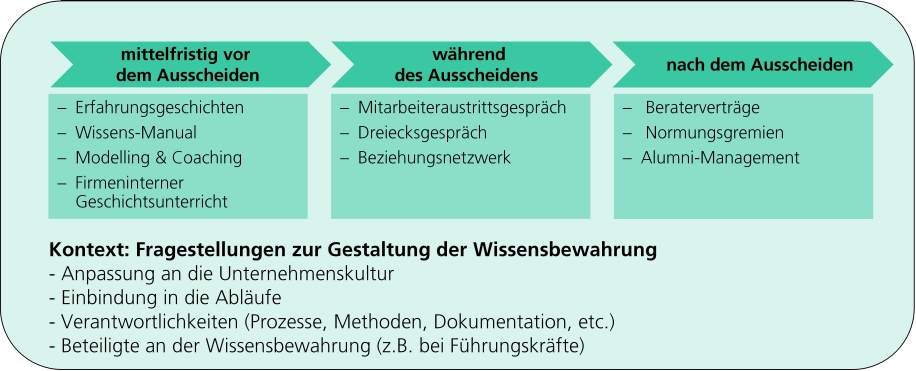 mittelfristig vor
dem Ausscheiden
– Erfahrungsgeschichten
– Wissens-Manual
– Modelling & Coaching
– Firmeninterner
Geschichtsunterricht
während
des Ausscheidens
– Mitarbeiteraustrittsgespräch
– Dreiecksgespräch
– Beziehungsnetzwerk
nach dem Ausscheiden
– Beraterverträge
– Normungsgremien
– Alumni-Management
Kontext: Fragestellungen zur Gestaltung der Wissensbewahrung
- Anpassung an die Unternehmenskultur
- Einbindung in die Abläufe
- Verantwortlichkeiten (Prozesse, Methoden, Dokumentation, etc.)
- Beteiligte an der Wissensbewahrung (z.B. bei Führungskräfte)